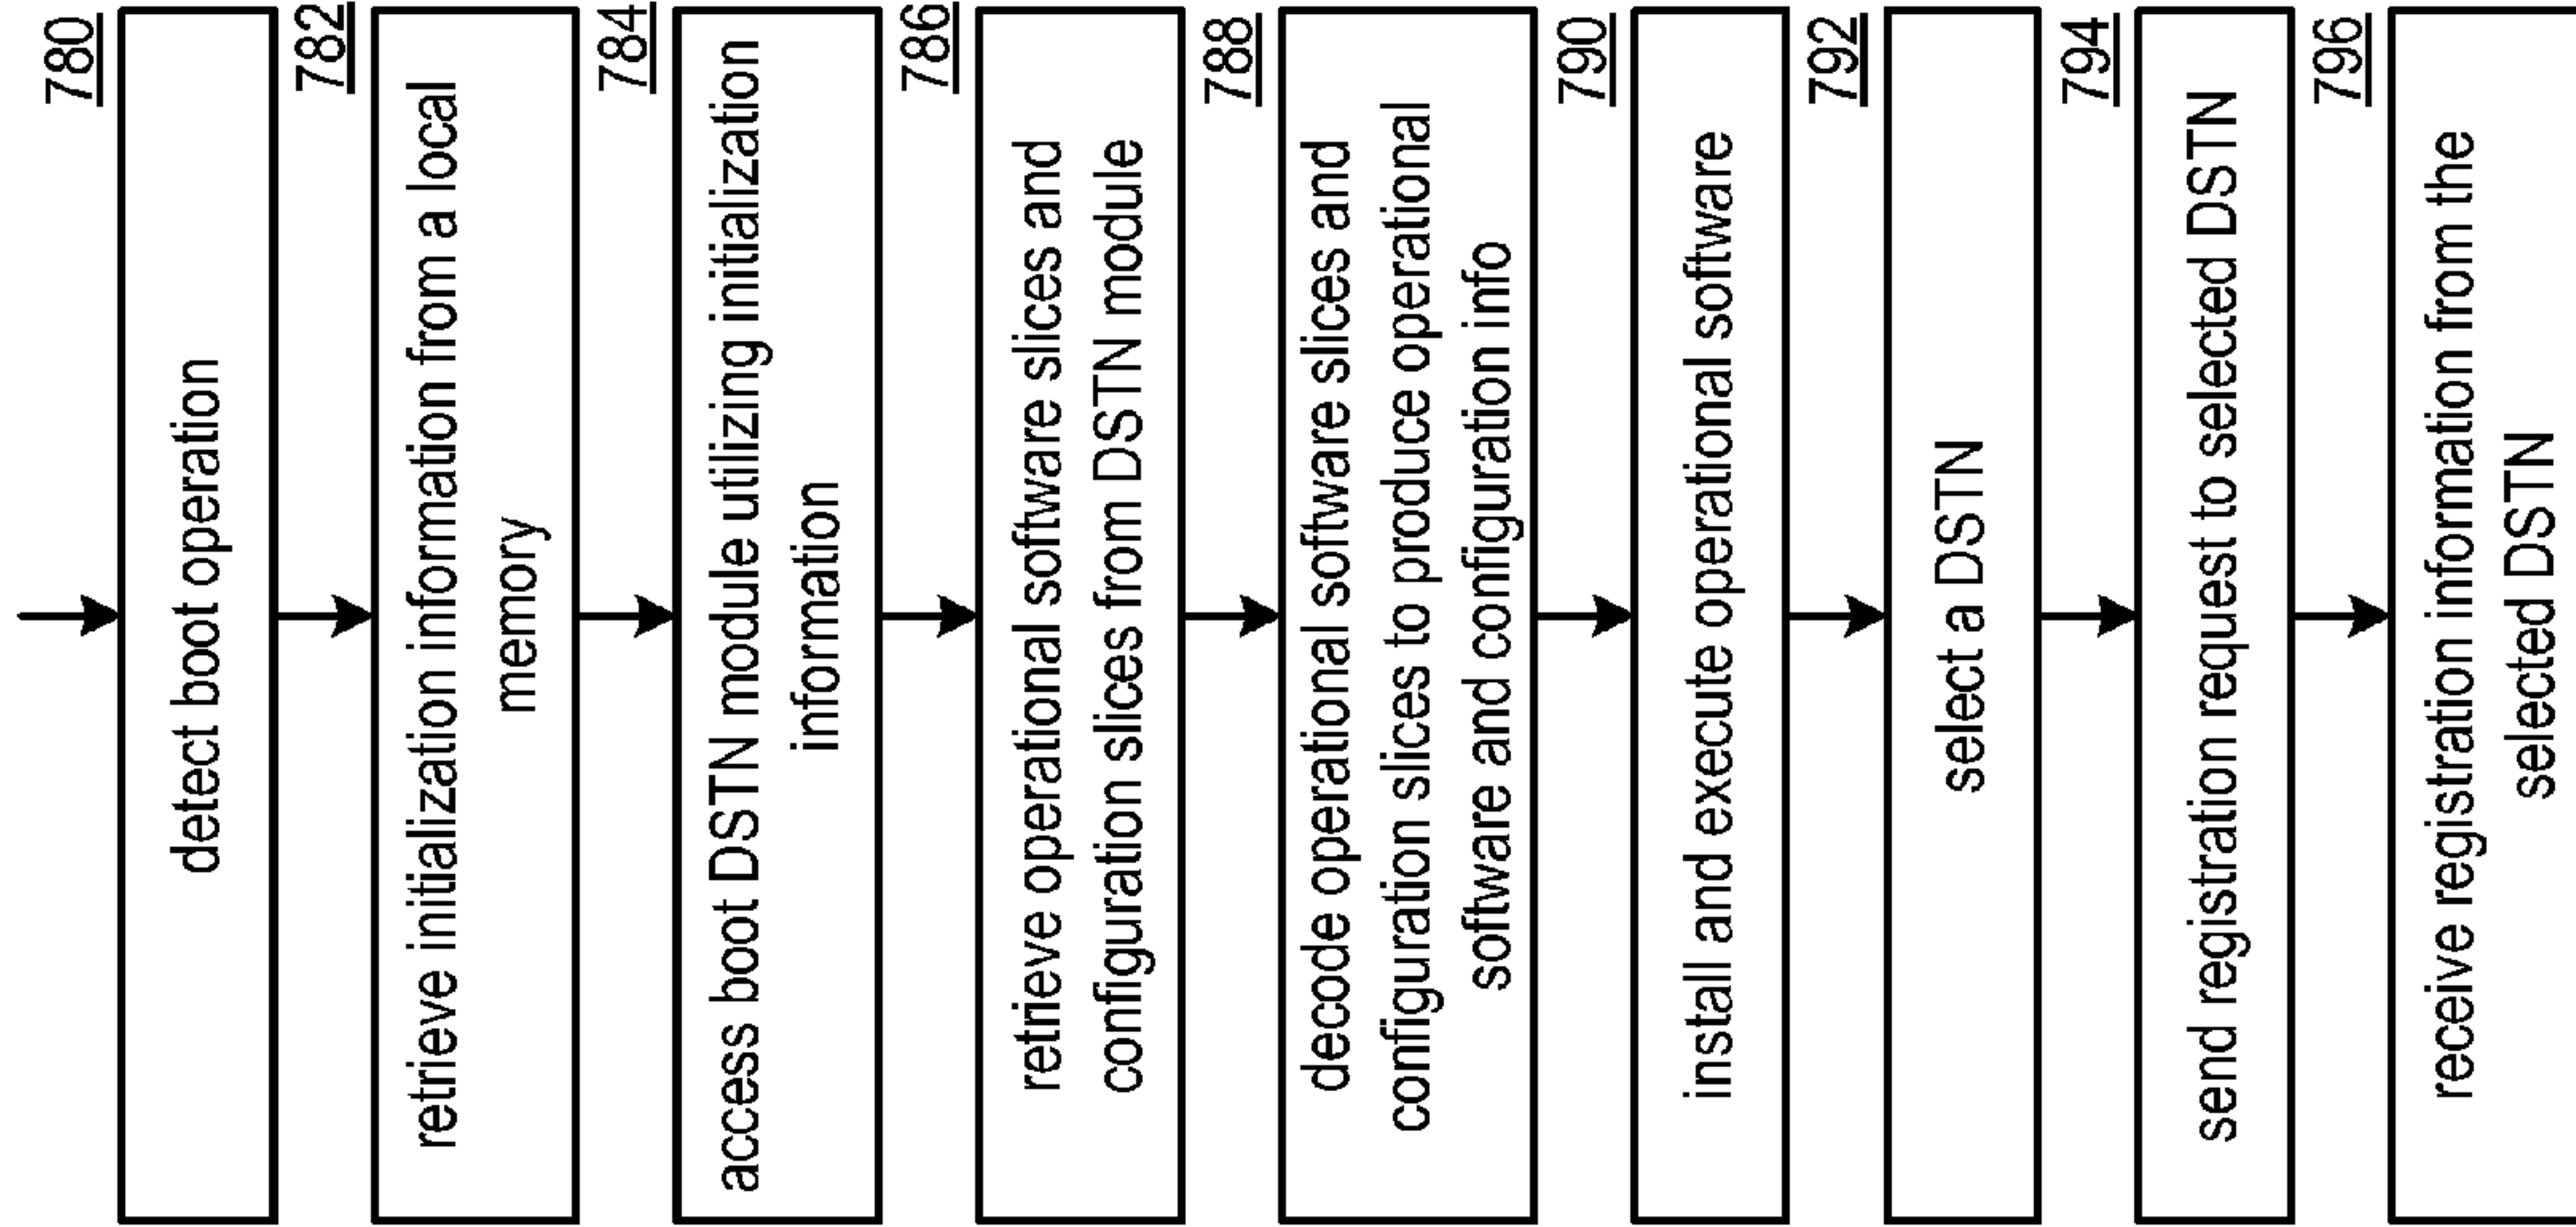 780
detect boot operation
782
retrieve initialization information from a local
memory
784
access boot DSTN module utilizing initialization
information
786
retrieve operational software slices and
configuration slices from DSTN module
788
decode operational software slices and
configuration slices to produce operational
software and configuration info
790
install and execute operational software
792
select a DSTN
794
send registration request to selected DSTN
796
receive registration information from the
selected DSTN